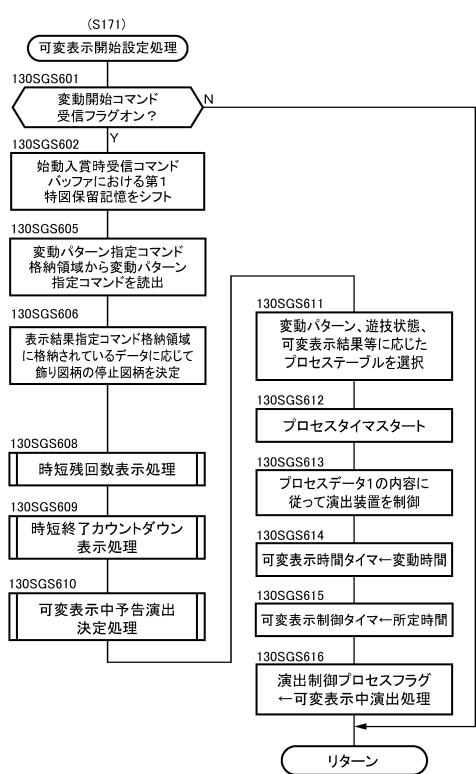 (S171)
可変表示開始設定処理
130SGS601
変動開始コマンド
受信フラグオン？
N
Y
130SGS602
始動入賞時受信コマンド
バッファにおける第1
特図保留記憶をシフト
130SGS605
変動パターン指定コマンド
格納領域から変動パターン
指定コマンドを読出
130SGS606
表示結果指定コマンド格納領域
に格納されているデータに応じて
飾り図柄の停止図柄を決定
130SGS608
時短残回数表示処理
130SGS609
時短終了カウントダウン
表示処理
130SGS610
可変表示中予告演出
決定処理
130SGS611
変動パターン、遊技状態、
可変表示結果等に応じた
プロセステーブルを選択
130SGS612
プロセスタイマスタート
130SGS613
プロセスデータ1の内容に
従って演出装置を制御
130SGS614
可変表示時間タイマ←変動時間
130SGS615
可変表示制御タイマ←所定時間
130SGS616
演出制御プロセスフラグ
←可変表示中演出処理
リターン